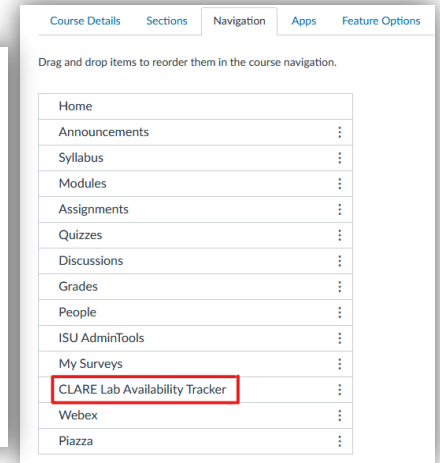 Course Details Sections Navigation Apps Feature Options
Drag and drop items to reorder them in the course navigation.
Home
Announcements
Syllabus
Modules
Assignments
Quizzes
Discussions
Grades
People
ISU AdminTools
My Surveys
CLARE Lab Availability Tracker
Webex
Piazza